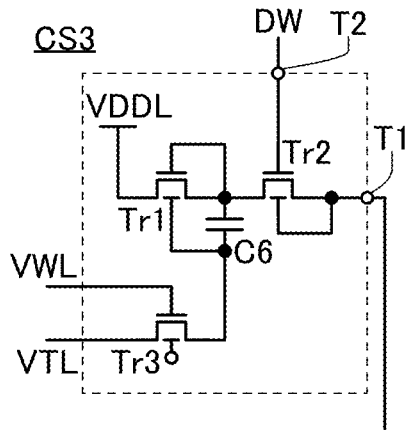 CS3
DW
T2
VDDL
Tr2
T1
Tr1
C6
VWL
VTL
Tr3